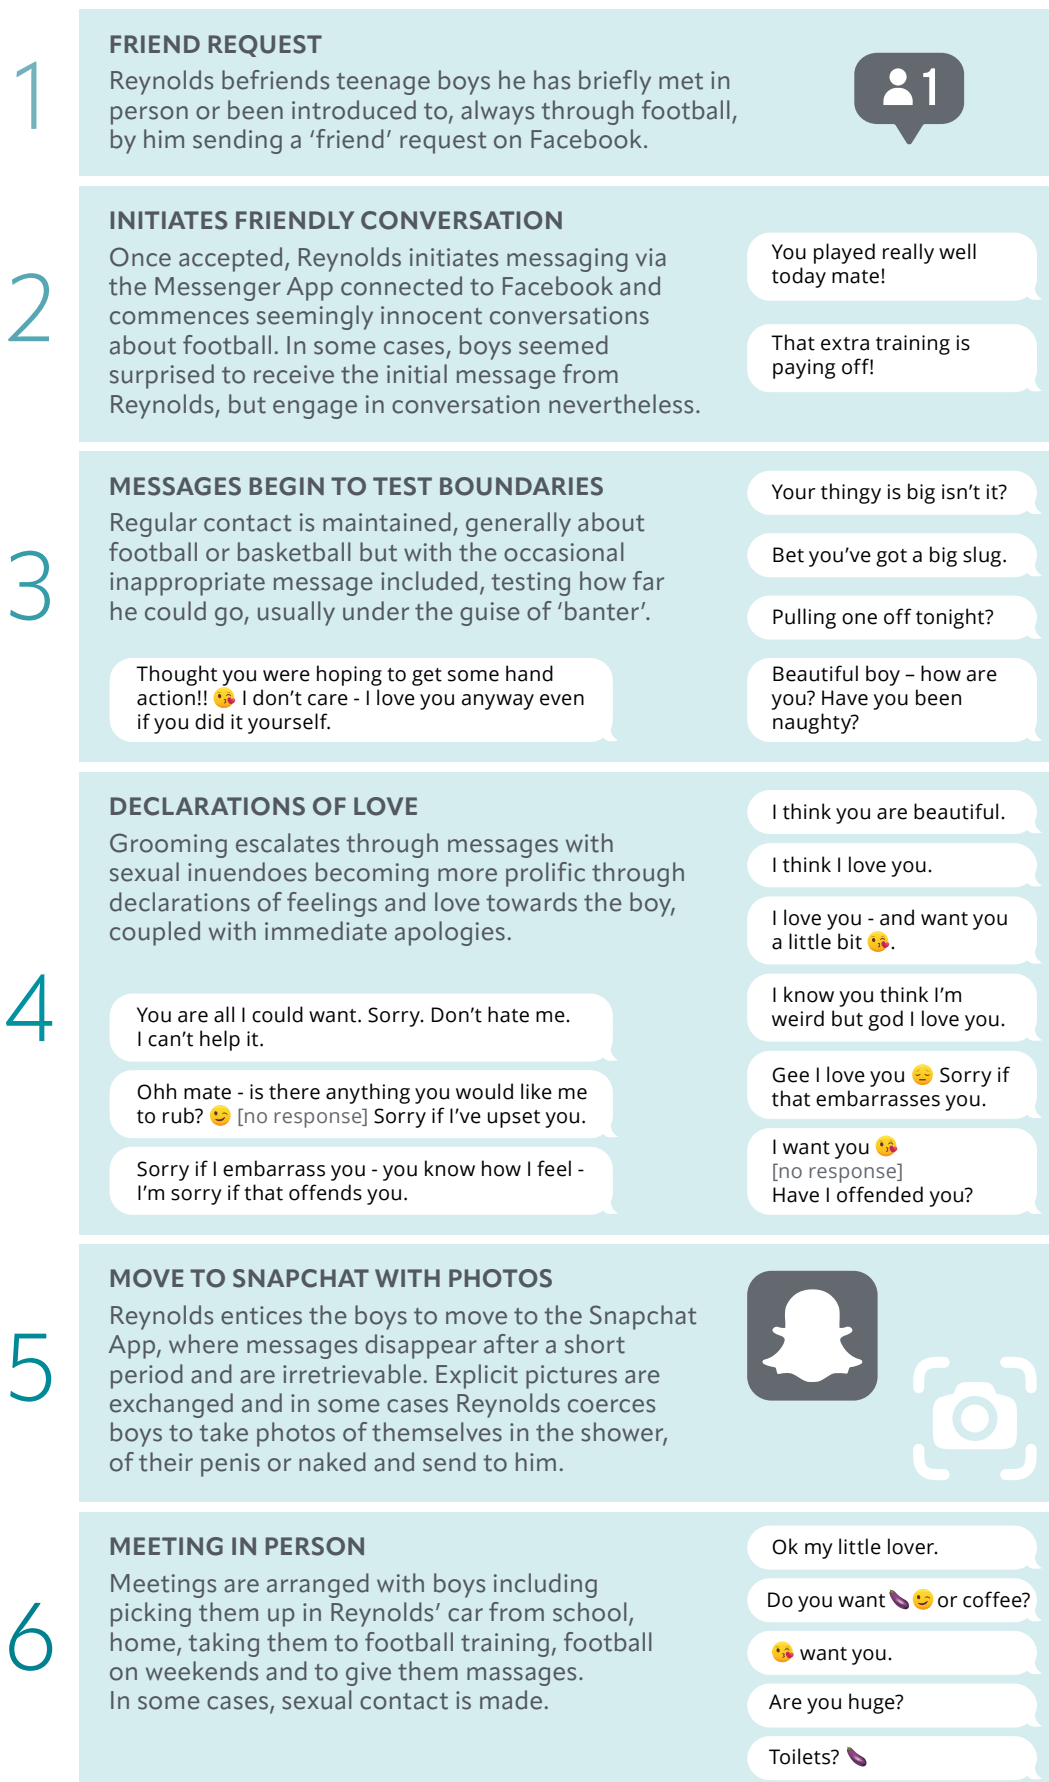 1
FRIEND REQUEST
Reynolds befriends teenage boys he has briefly met in
person or been introduced to, always through football,
by him sending a ‘friend’ request on Facebook.
1
2
INITIATES FRIENDLY CONVERSATION
Once accepted, Reynolds initiates messaging via
the Messenger App connected to Facebook and
commences seemingly innocent conversations
about football. In some cases, boys seemed
surprised to receive the initial message from
Reynolds, but engage in conversation nevertheless.
You played really well
today mate!
That extra training is
paying off!
3
MESSAGES BEGIN TO TEST BOUNDARIES
Regular contact is maintained, generally about
football or basketball but with the occasional
inappropriate message included, testing how far
he could go, usually under the guise of ‘banter’.
Thought you were hoping to get some hand
action!! 😘 I don’t care - I love you anyway even
if you did it yourself.
Your thingy is big isn’t it?
Bet you’ve got a big slug.
Pulling one off tonight?
Beautiful boy – how are
you? Have you been
naughty?
4
DECLARATIONS OF LOVE
Grooming escalates through messages with
sexual inuendoes becoming more prolific through
declarations of feelings and love towards the boy,
coupled with immediate apologies.
You are all I could want. Sorry. Don’t hate me.
I can’t help it.
Ohh mate - is there anything you would like me
to rub? 😉 [no response] Sorry if I’ve upset you.
Sorry if I embarrass you - you know how I feel -
I’m sorry if that offends you.
I think you are beautiful.
I think I love you.
I love you - and want you
a little bit 😘.
I know you think I’m
weird but god I love you.
Gee I love you 😔 Sorry if
that embarrasses you.
I want you 😘
[no response]
Have I offended you?
5
MOVE TO SNAPCHAT WITH PHOTOS
Reynolds entices the boys to move to the Snapchat
App, where messages disappear after a short
period and are irretrievable. Explicit pictures are
exchanged and in some cases Reynolds coerces
boys to take photos of themselves in the shower,
of their penis or naked and send to him.
6
MEETING IN PERSON
Meetings are arranged with boys including
picking them up in Reynolds’ car from school,
home, taking them to football training, football
on weekends and to give them massages.
In some cases, sexual contact is made.
Ok my little lover.
Do you want 🍆😉 or coffee?
😘 want you.
Are you huge?
Toilets? 🍆